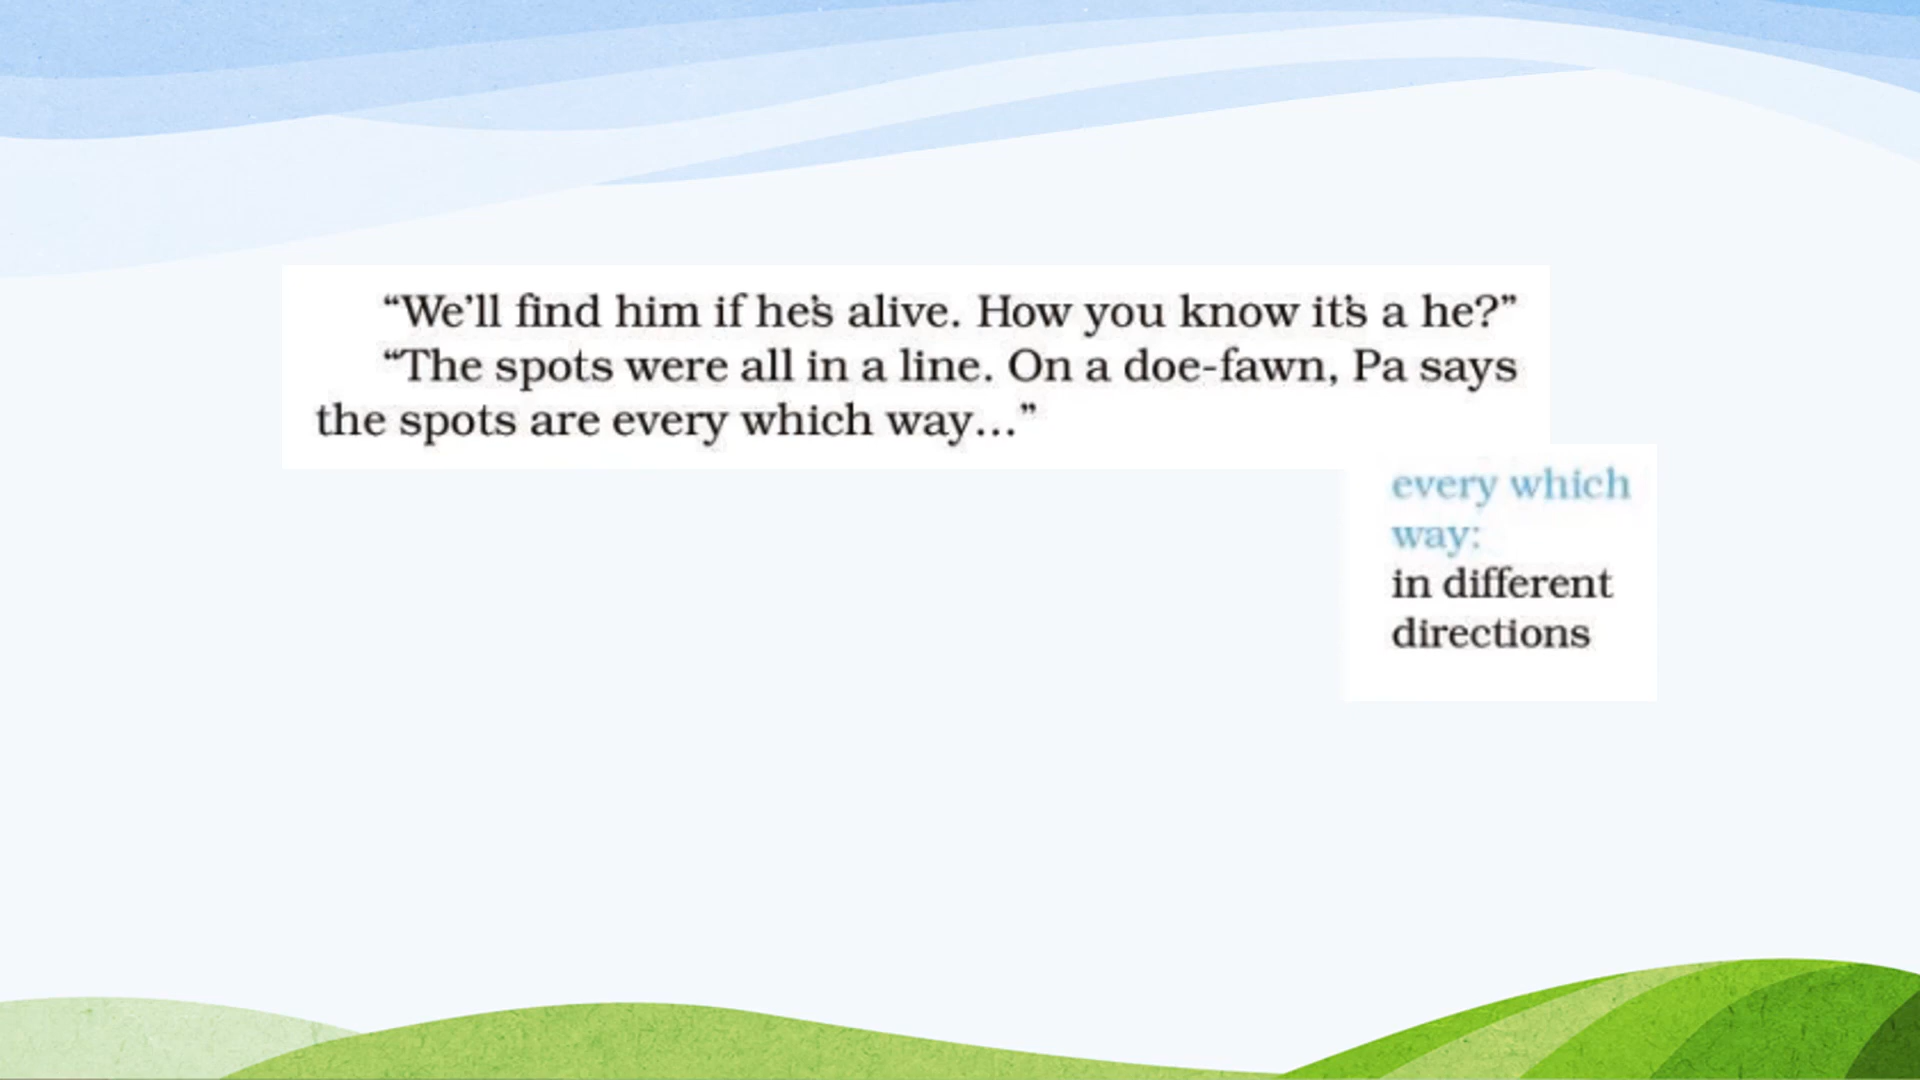 “We’ll find him if he’s alive. How you know it’s a he?”
“The spots were all in a line. On a doe-fawn, Pa says
the spots are every which way...”
every which
way:
in different
directions